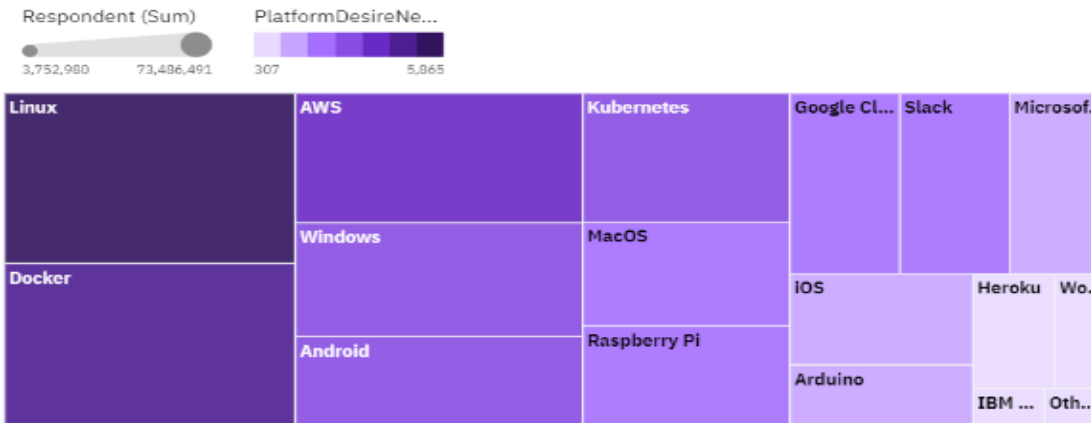 Respondent (Sum)
PlatformDesireNe...
3,752,980 73,486,491
307 5,865
Linux
AWS
Kubernetes
Google Cl...
Slack
Microsof.
Windows
MacOS
Docker
iOS
Heroku
Wo.
Android
Raspberry Pi
Arduino
IBM ...
Oth..